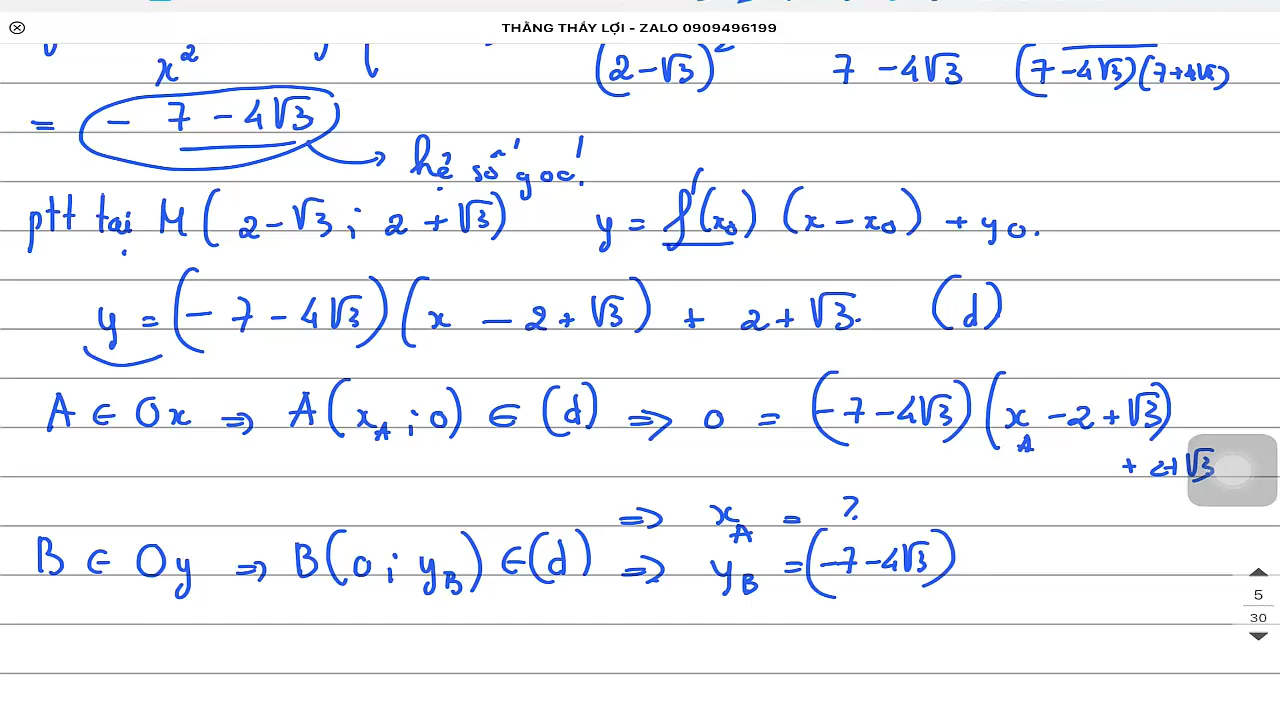 THẦNG THẦY LỢI - ZALO 0909496199
x² (2-√3)² 7 - 4√3 (7-4√3)(7+4√3)
= - 7 - 4√3
hệ số góc!
ptt tại M( 2-√3 ; 2+√3) y = f'(x₀) (x - x₀) + y₀.
y = (- 7 - 4√3)(x - 2 + √3) + 2 + √3. (d)
A ∈ Ox ⇒ A(x_A ; 0) ∈ (d) ⇒ 0 = (-7-4√3)(x_A -2+√3)
+ 2+√3
⇒ x_A = ?
B ∈ Oy ⇒ B(0 ; y_B) ∈ (d) ⇒ y_B = (-7-4√3)
5
30